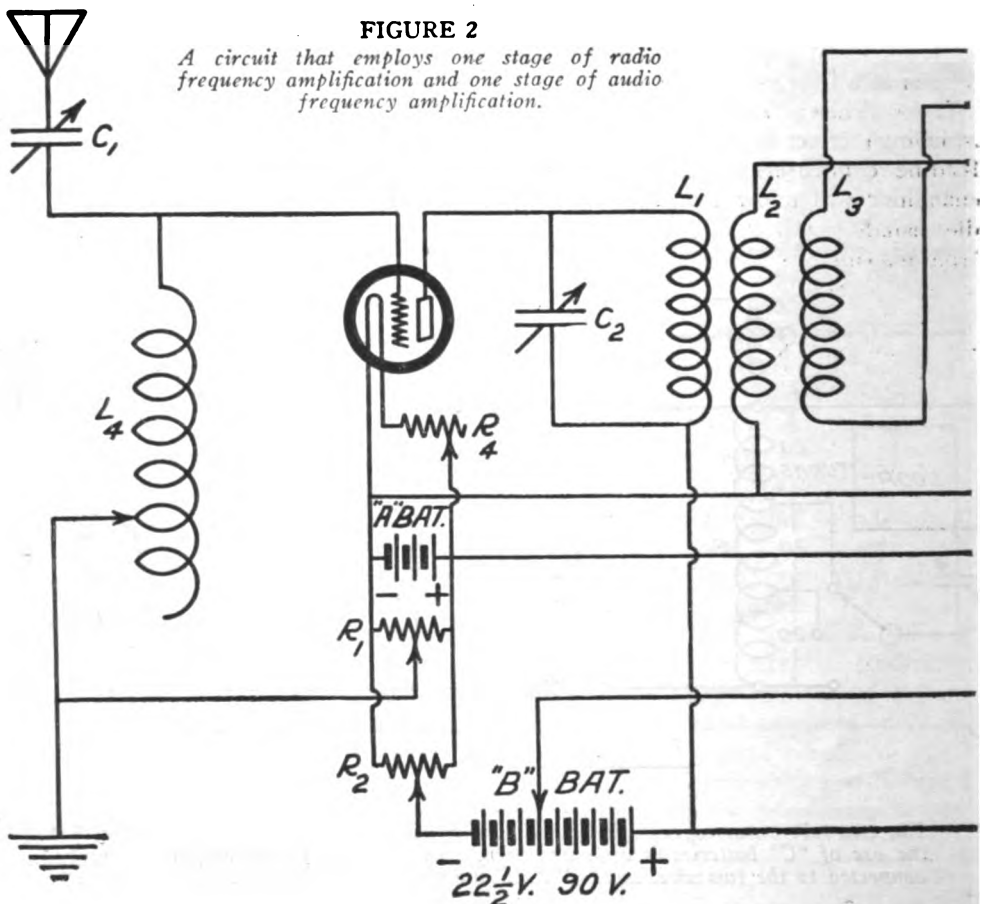 FIGURE 2
A circuit that employs one stage of radio
frequency amplification and one stage of audio
frequency amplification.
C1
L1
L2
L3
C2
L4
R4
"A" BAT.
- +
R1
R2
"B" BAT.
- +
22½V. 90 V.